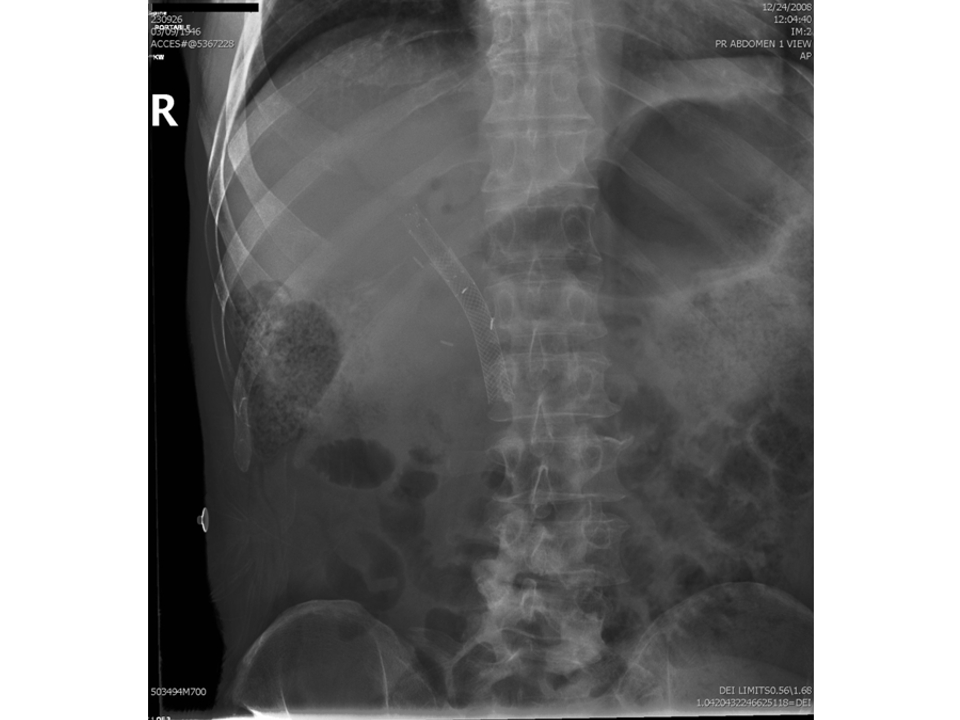 230926
PORTABLE
03/09/1946
ACCES#@5367228
KW
R
12/24/2008
12:04:40
IM:2
PR ABDOMEN 1 VIEW
AP
503494M700
DEI LIMITS0.56\1.68
1.0420432246625118=DEI